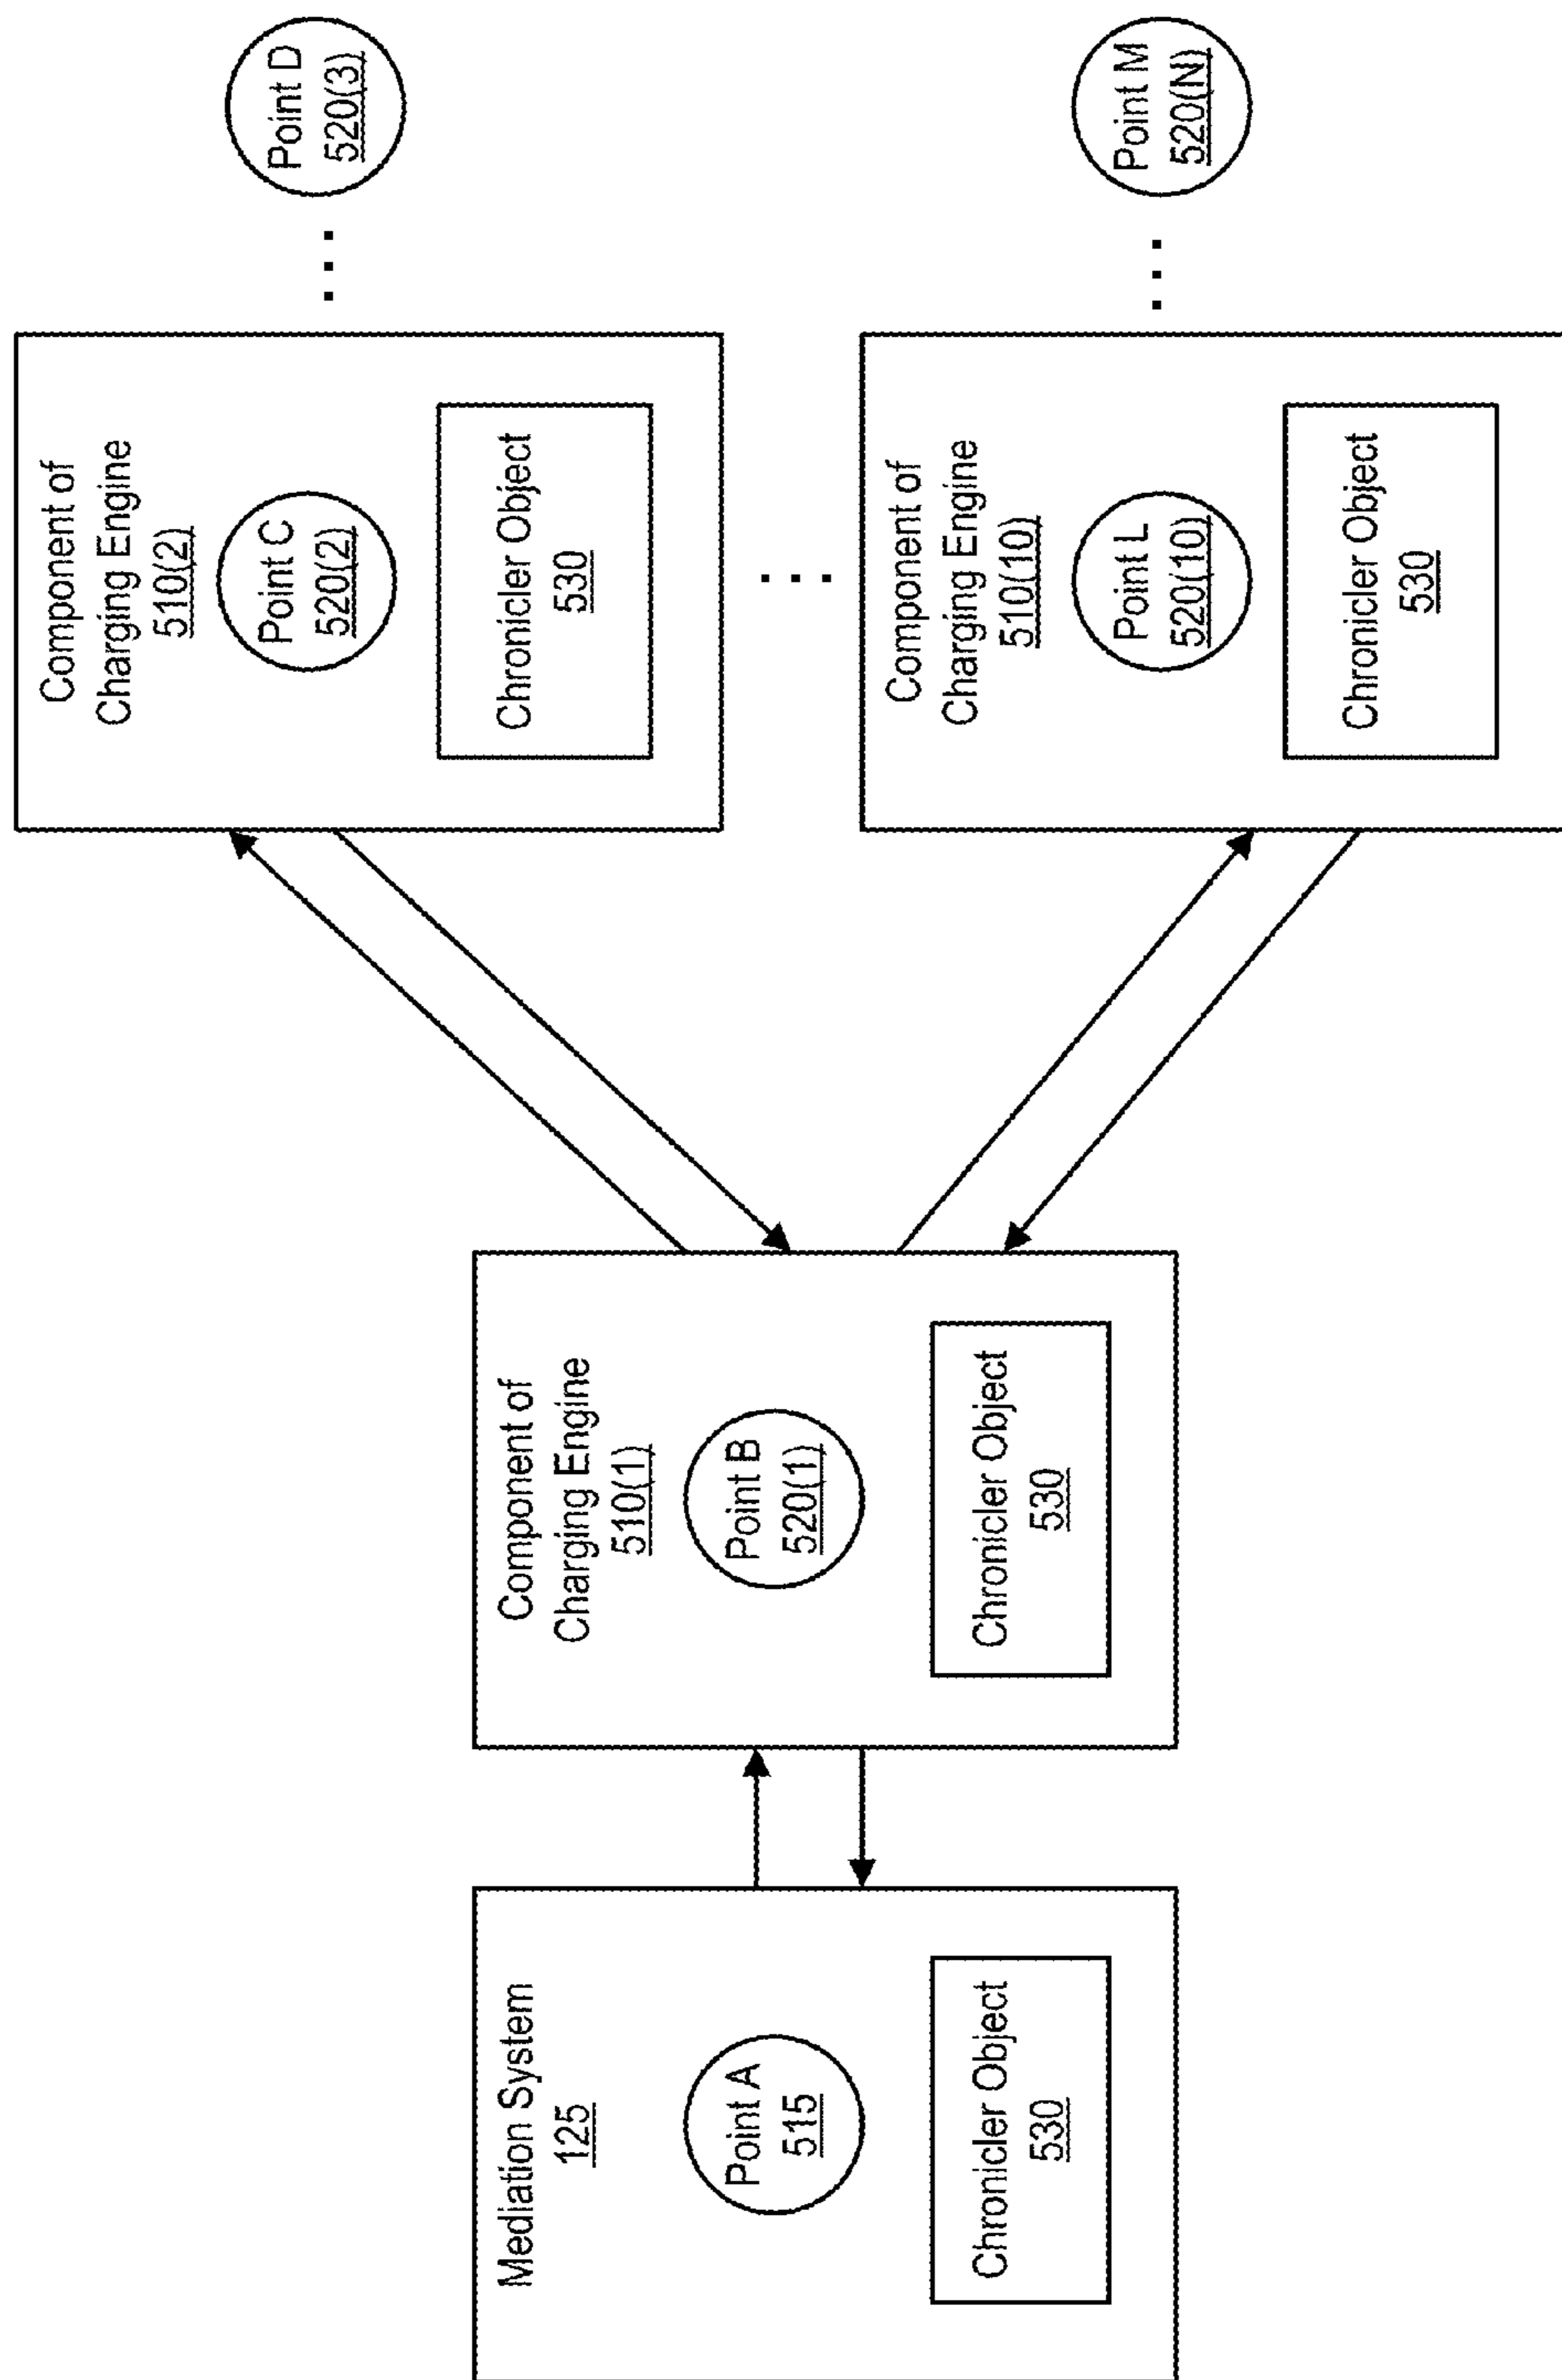 Mediation System
125
Point A
515
Chronicler Object
530
Component of
Charging Engine
510(1)
Point B
520(1)
Chronicler Object
530
Component of
Charging Engine
510(2)
Point C
520(2)
Chronicler Object
530
...
Point D
520(3)
...
Component of
Charging Engine
510(10)
Point L
520(10)
Chronicler Object
530
...
Point M
520(N)